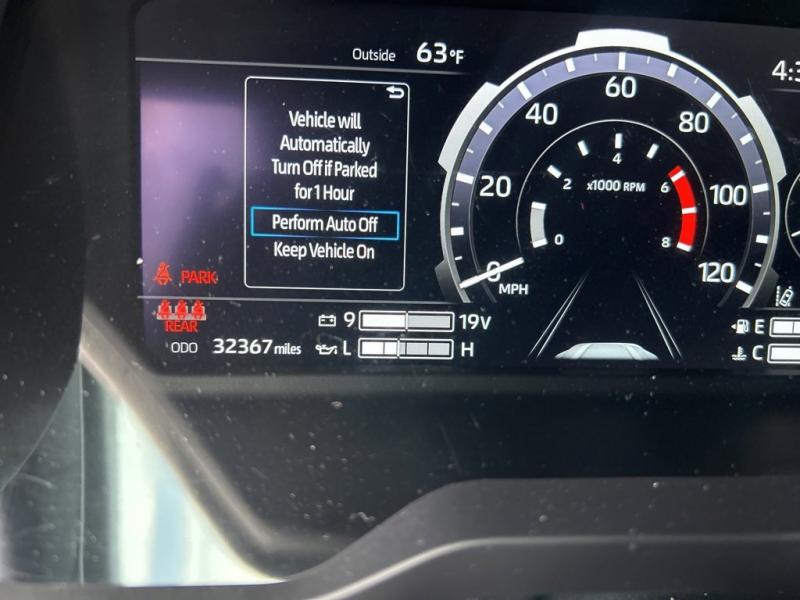 Outside 63°F
4:3
Vehicle will
Automatically
Turn Off if Parked
for 1 Hour
Perform Auto Off
Keep Vehicle On
0
20
40
60
80
100
120
MPH
0
2
4
6
8
x1000 RPM
PARK
REAR
9 19V
ODO 32367 miles
L H
E
C